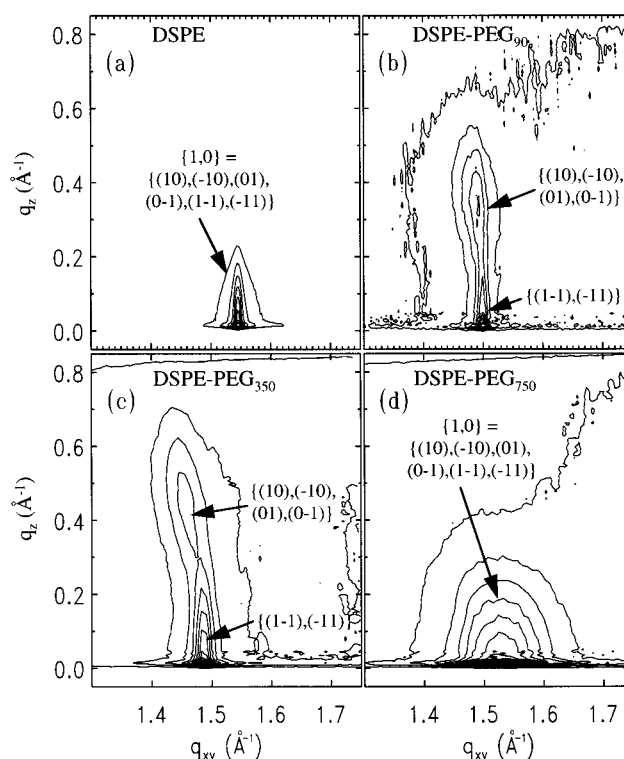 DSPE
(a)
{1,0} =
{(10),(-10),(01),
(0-1),(1-1),(-11)}
0.8
0.6
0.4
0.2
0.0
q_z (Å⁻¹)
DSPE-PEG₉₀
(b)
{(10),(-10),
(01),(0-1)}
{(1-1),(-11)}
DSPE-PEG₃₅₀
(c)
{(10),(-10),
(01),(0-1)}
{(1-1),(-11)}
0.8
0.6
0.4
0.2
0.0
q_z (Å⁻¹)
1.4 1.5 1.6 1.7
q_xy (Å⁻¹)
DSPE-PEG₇₅₀
(d)
{1,0} =
{(10),(-10),(01),
(0-1),(1-1),(-11)}
1.4 1.5 1.6 1.7
q_xy (Å⁻¹)